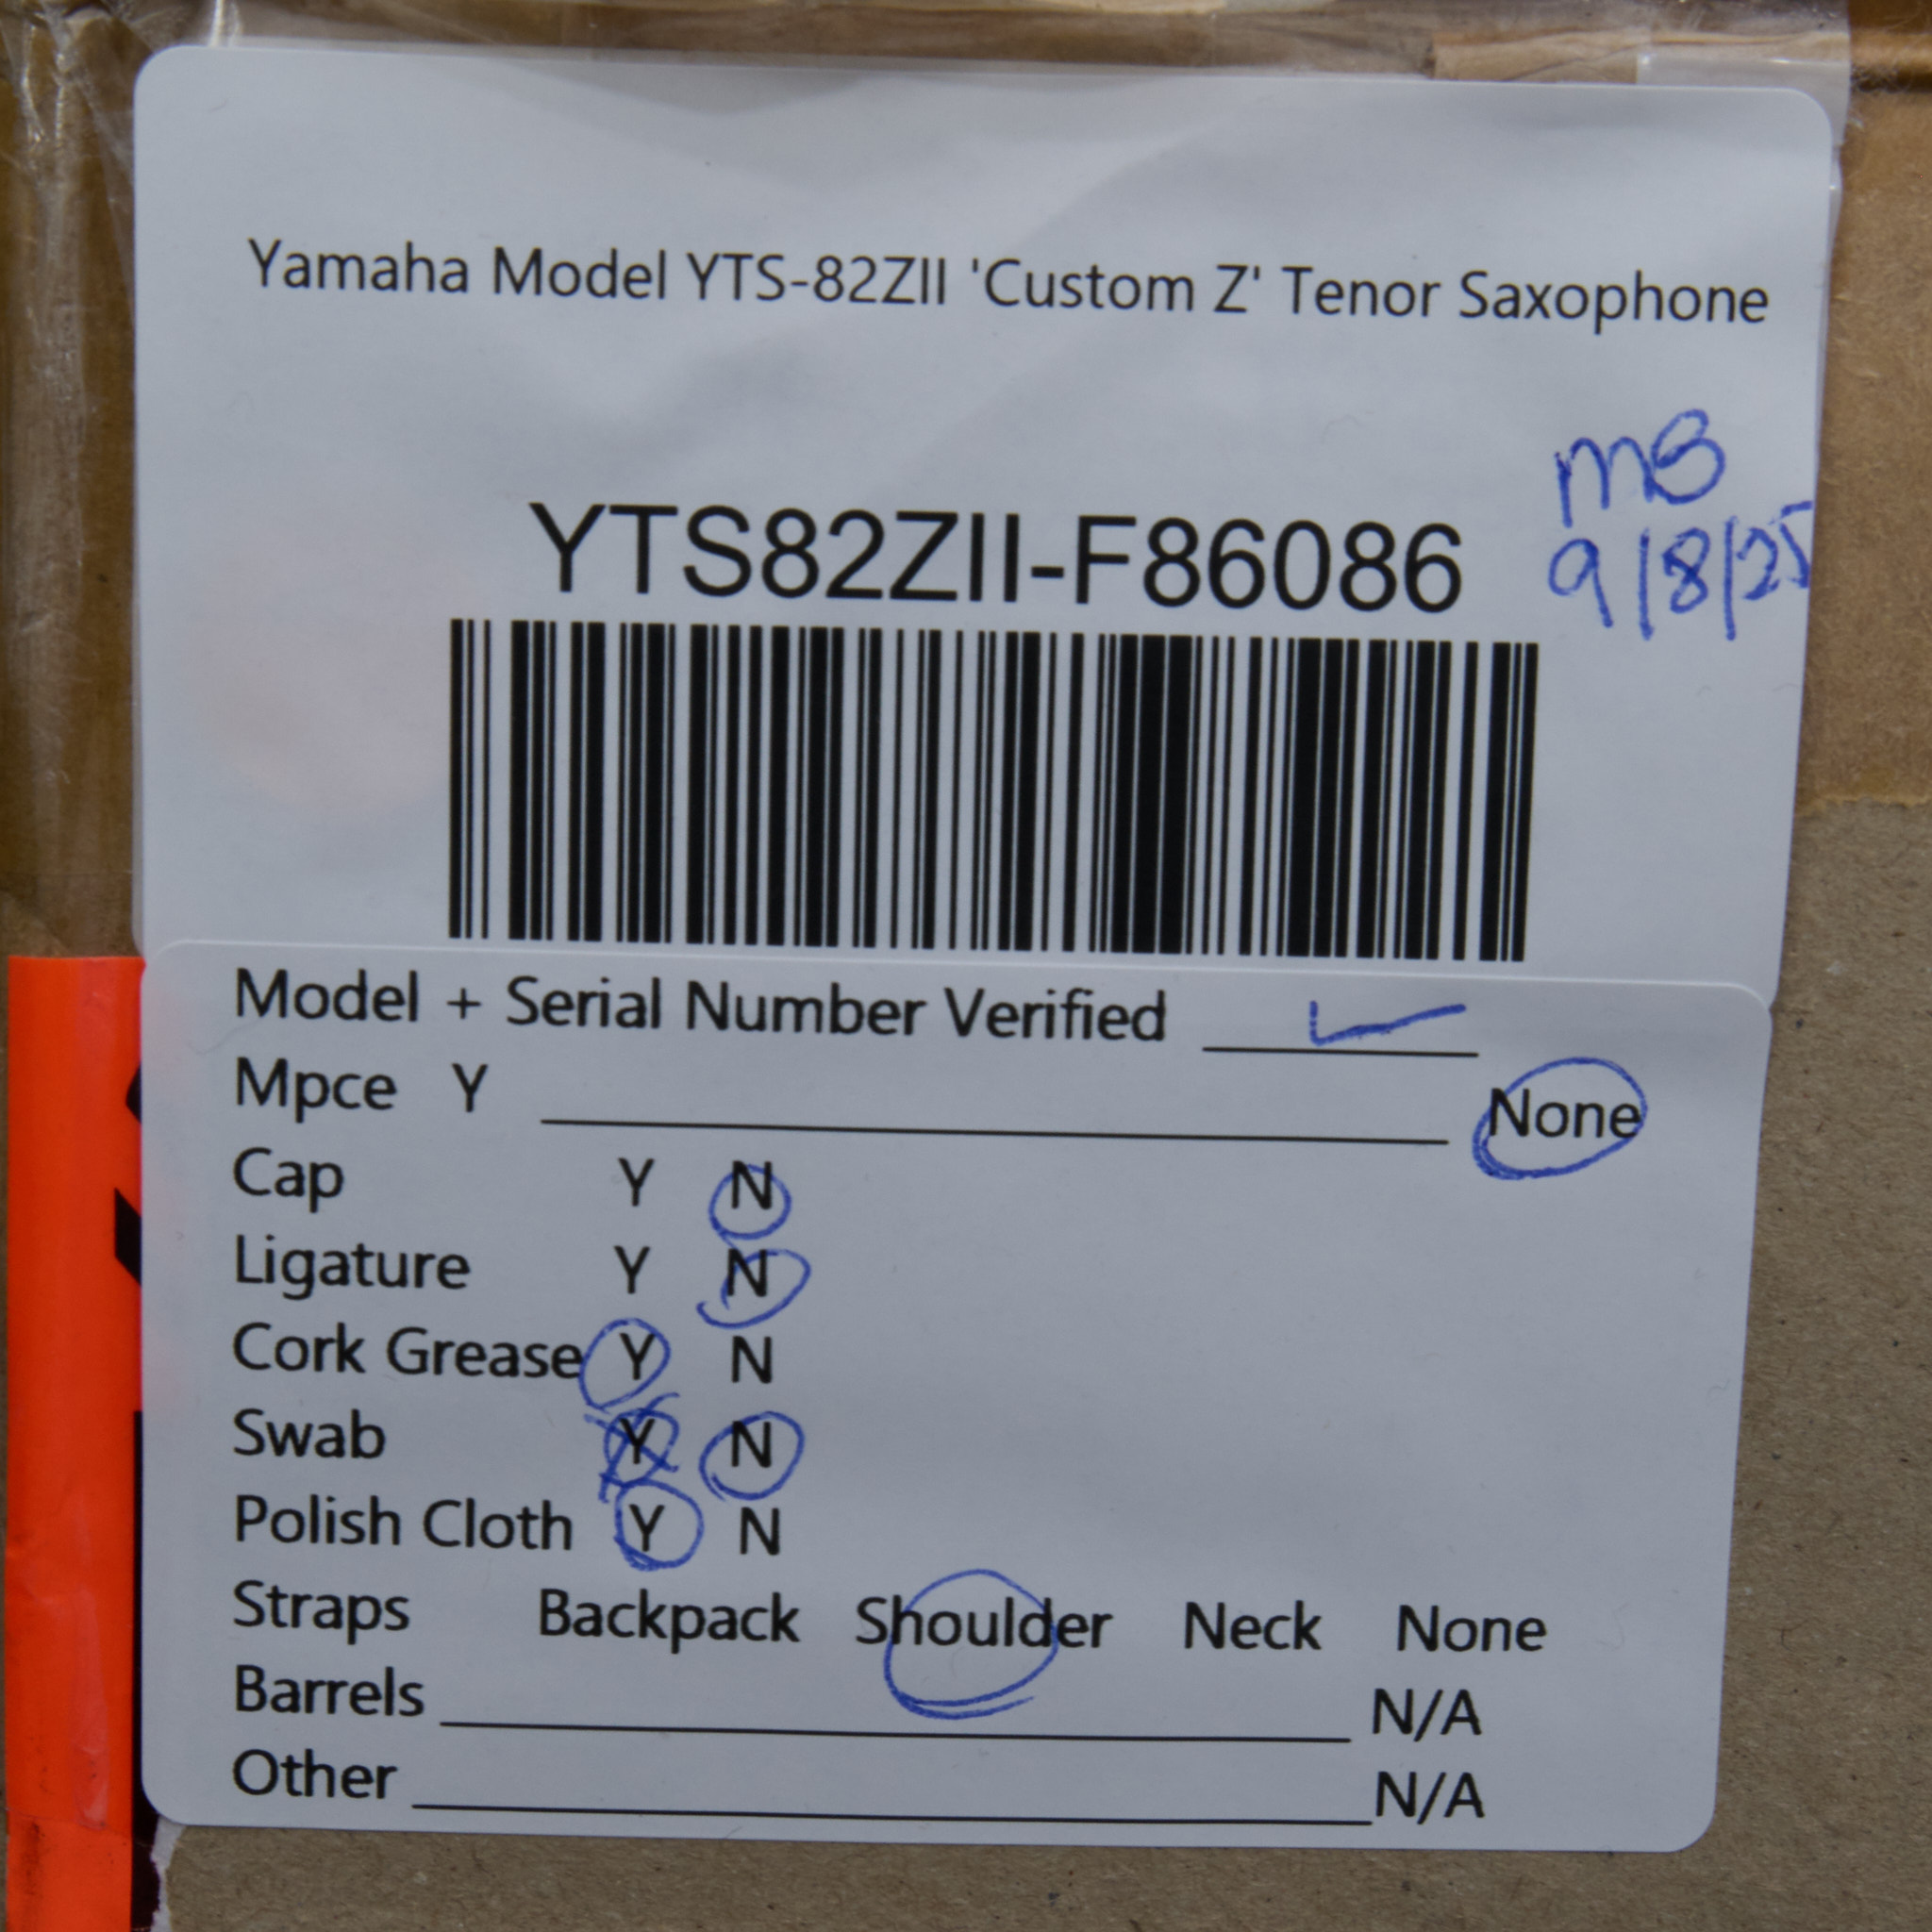 Yamaha Model YTS-82ZII 'Custom Z' Tenor Saxophone
mB
9/8/25
YTS82ZII-F86086
Model + Serial Number Verified ✓
Mpce Y None
Cap Y N
Ligature Y N
Cork Grease Y N
Swab Y N
Polish Cloth Y N
Straps Backpack Shoulder Neck None
Barrels N/A
Other N/A